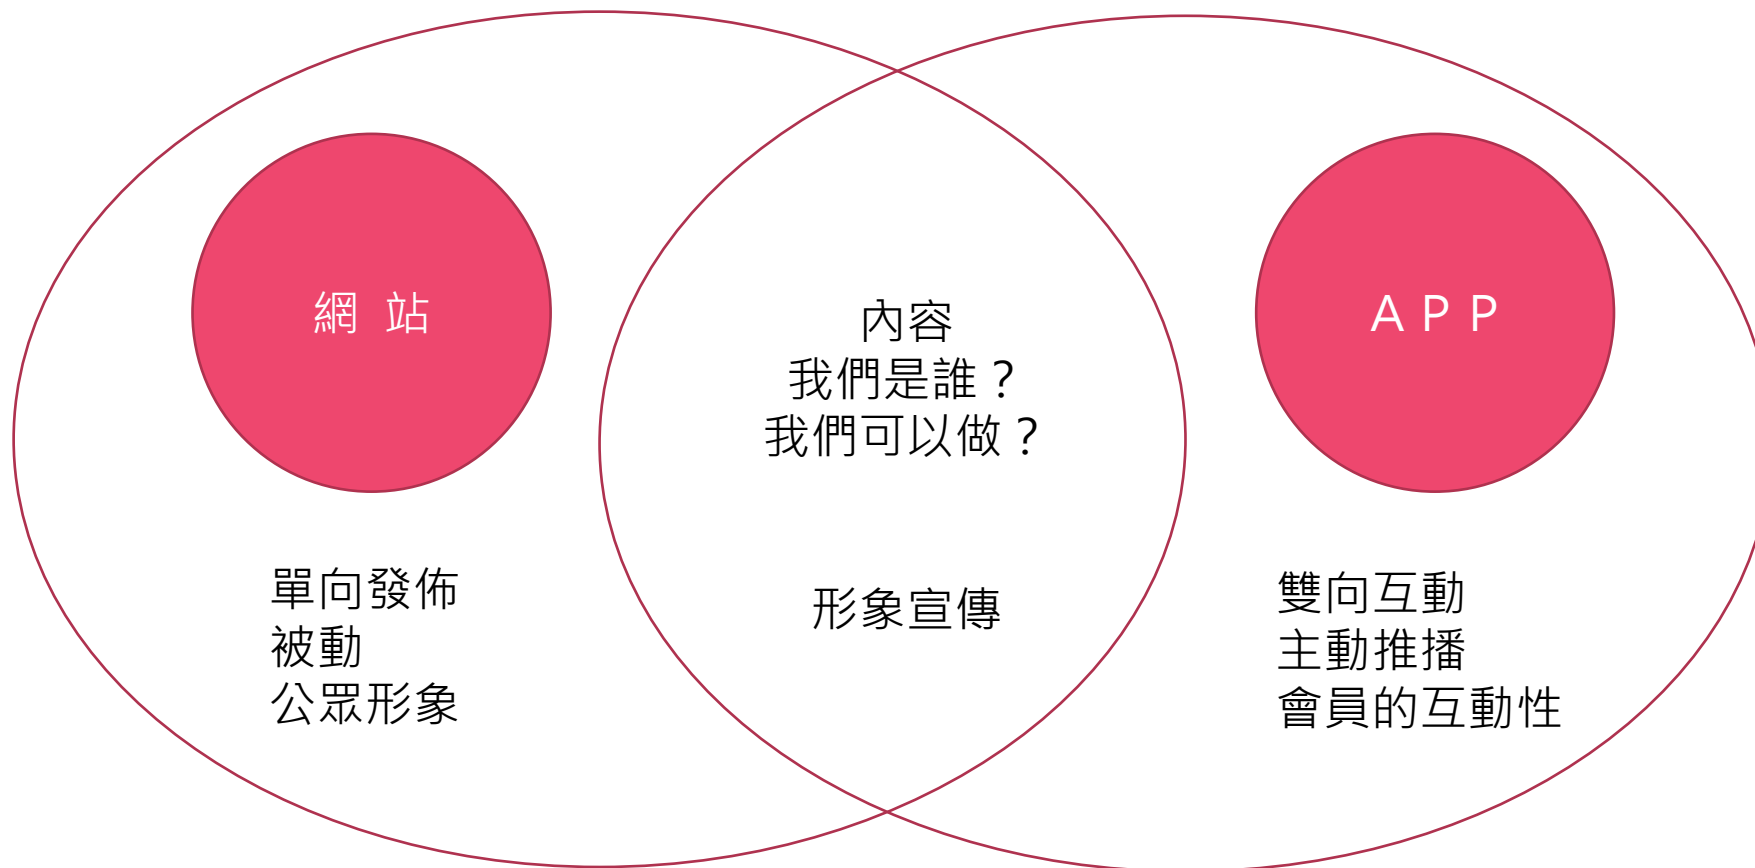 網站
單向發佈
被動
公眾形象
內容
我們是誰？
我們可以做？
形象宣傳
APP
雙向互動
主動推播
會員的互動性